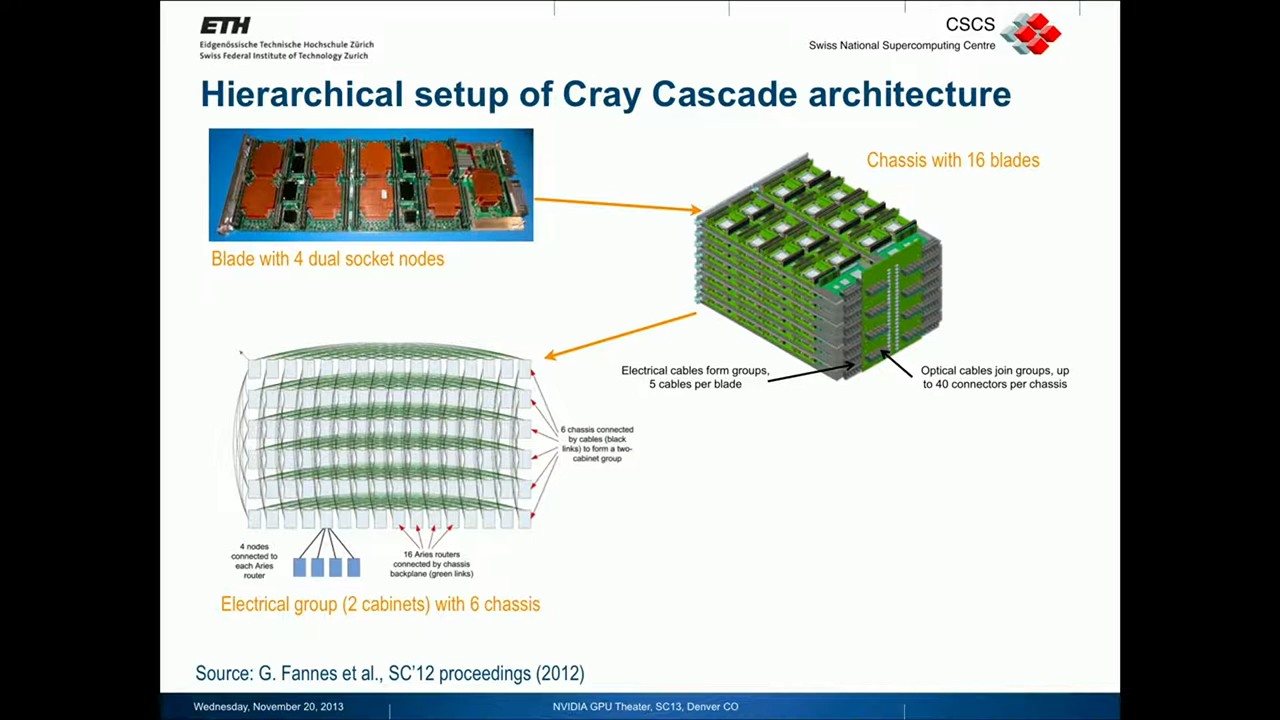 ETH
Eidgenössische Technische Hochschule Zürich
Swiss Federal Institute of Technology Zurich
CSCS
Swiss National Supercomputing Centre
Hierarchical setup of Cray Cascade architecture
Chassis with 16 blades
Blade with 4 dual socket nodes
Electrical cables form groups,
5 cables per blade
Optical cables join groups, up
to 40 connectors per chassis
6 chassis connected
by cables (black
links) to form a two-
cabinet group
4 nodes
connected to
each Aries
router
16 Aries routers
connected by chassis
backplane (green links)
Electrical group (2 cabinets) with 6 chassis
Source: G. Fannes et al., SC'12 proceedings (2012)
Wednesday, November 20, 2013
NVIDIA GPU Theater, SC13, Denver CO